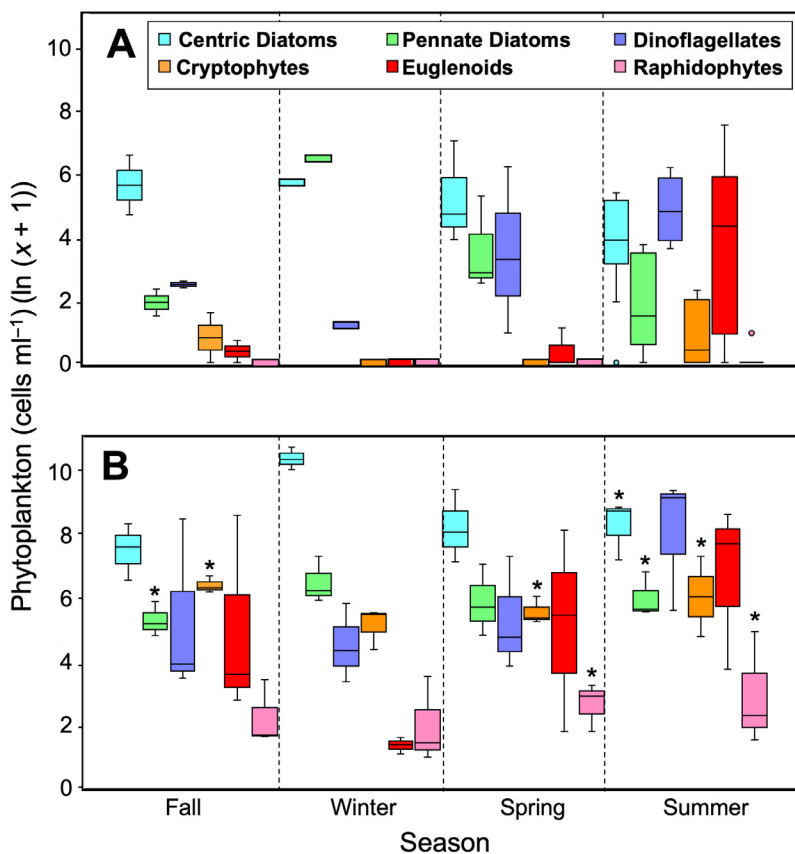 A
Centric Diatoms Pennate Diatoms Dinoflagellates
Cryptophytes Euglenoids Raphidophytes
10
8
6
4
2
0
Phytoplankton (cells ml⁻¹) (ln (x + 1))
B
10
8
6
4
2
0
* * * * * * * *
Fall Winter Spring Summer
Season